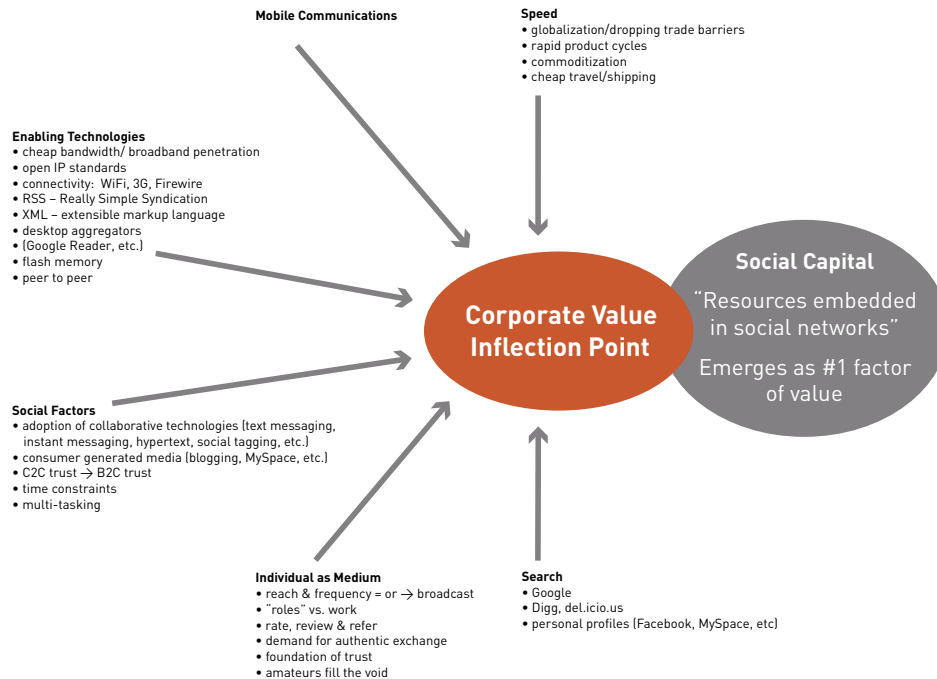 Mobile Communications
Speed
• globalization/dropping trade barriers
• rapid product cycles
• commoditization
• cheap travel/shipping
Enabling Technologies
• cheap bandwidth/ broadband penetration
• open IP standards
• connectivity: WiFi, 3G, Firewire
• RSS – Really Simple Syndication
• XML – extensible markup language
• desktop aggregators
• (Google Reader, etc.)
• flash memory
• peer to peer
Corporate Value
Inflection Point
Social Capital
“Resources embedded
in social networks”
Emerges as #1 factor
of value
Social Factors
• adoption of collaborative technologies (text messaging,
instant messaging, hypertext, social tagging, etc.)
• consumer generated media (blogging, MySpace, etc.)
• C2C trust → B2C trust
• time constraints
• multi-tasking
Individual as Medium
• reach & frequency = or → broadcast
• “roles” vs. work
• rate, review & refer
• demand for authentic exchange
• foundation of trust
• amateurs fill the void
Search
• Google
• Digg, del.icio.us
• personal profiles (Facebook, MySpace, etc)